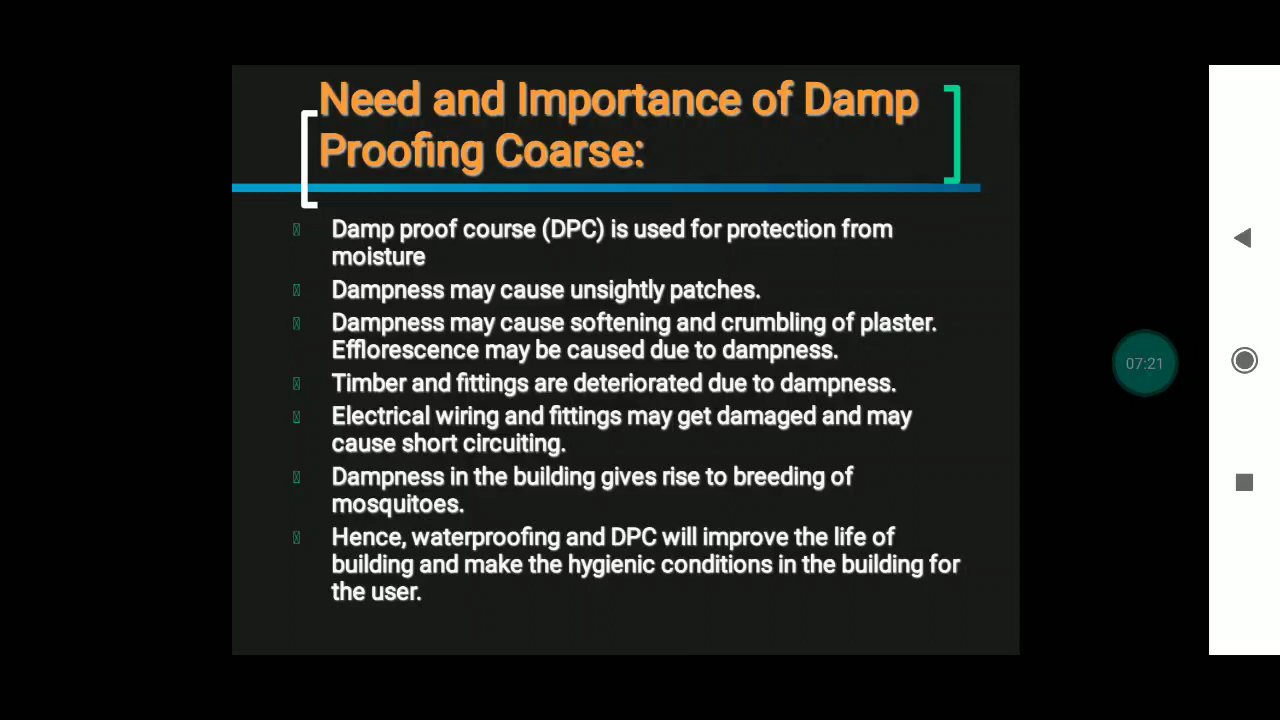 Need and Importance of Damp
Proofing Coarse:
Damp proof course (DPC) is used for protection from
moisture
Dampness may cause unsightly patches.
Dampness may cause softening and crumbling of plaster.
Efflorescence may be caused due to dampness.
Timber and fittings are deteriorated due to dampness.
Electrical wiring and fittings may get damaged and may
cause short circuiting.
Dampness in the building gives rise to breeding of
mosquitoes.
Hence, waterproofing and DPC will improve the life of
building and make the hygienic conditions in the building for
the user.
07:21